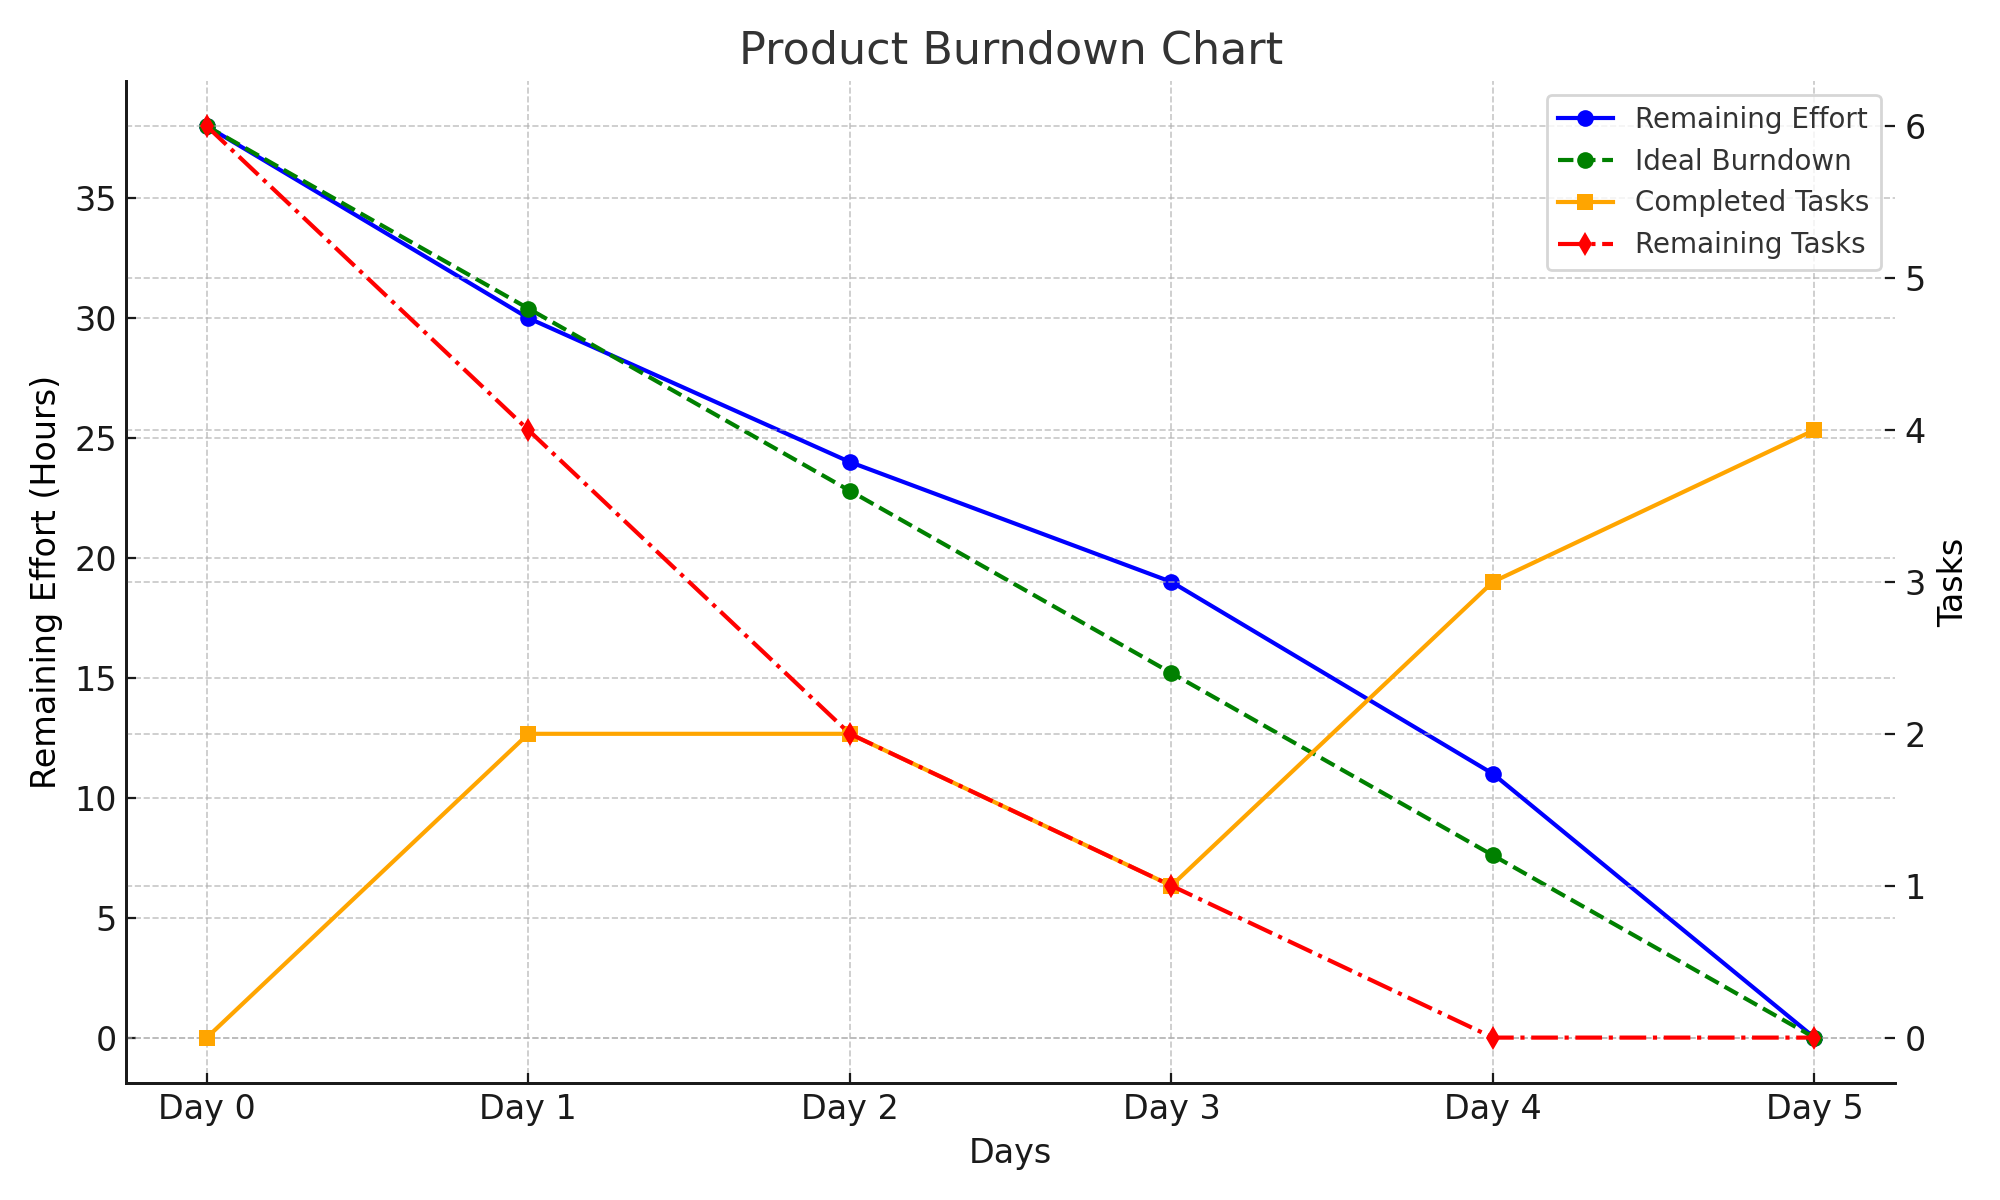 Product Burndown Chart
Remaining Effort
Ideal Burndown
Completed Tasks
Remaining Tasks
Remaining Effort (Hours)
35
30
25
20
15
10
5
0
6
5
4
3
2
1
0
Tasks
Day 0
Day 1
Day 2
Day 3
Day 4
Day 5
Days